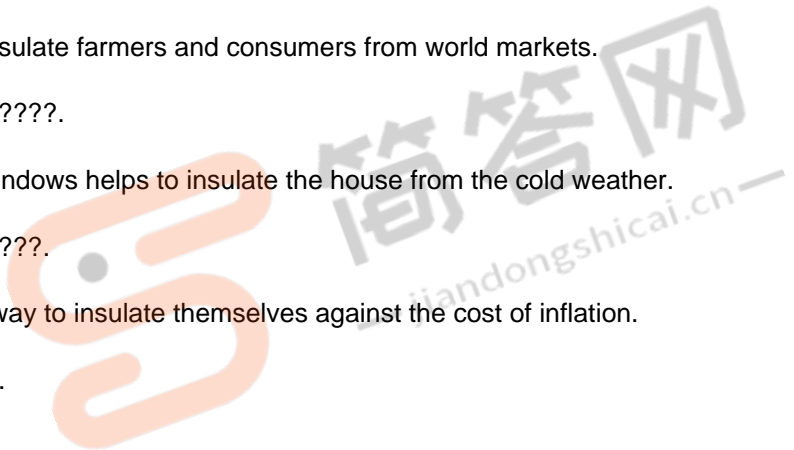 sulate farmers and consumers from world markets.
????.
ndows helps to insulate the house from the cold weather.
???.
way to insulate themselves against the cost of inflation.
.
简答网
jiandongshicai.cn